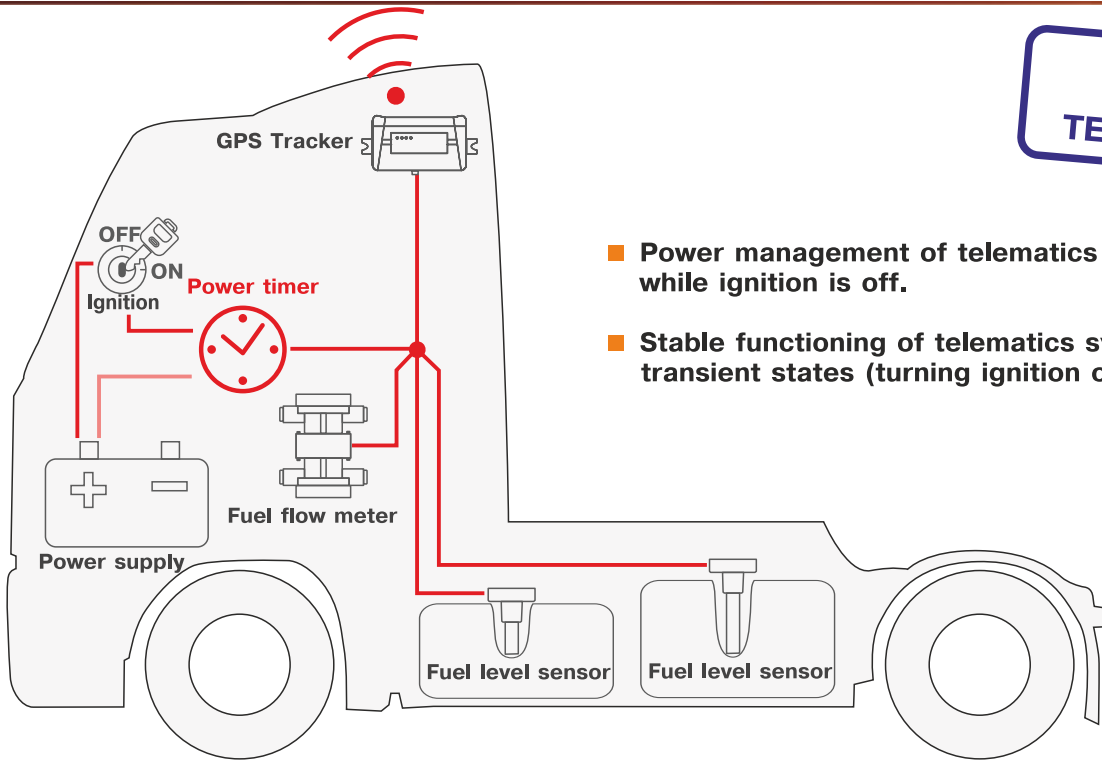 GPS Tracker
OFF
ON
Ignition
Power timer
Fuel flow meter
Power supply
Fuel level sensor
Fuel level sensor
Power management of telematics
while ignition is off.
Stable functioning of telematics
transient states (turning ignition